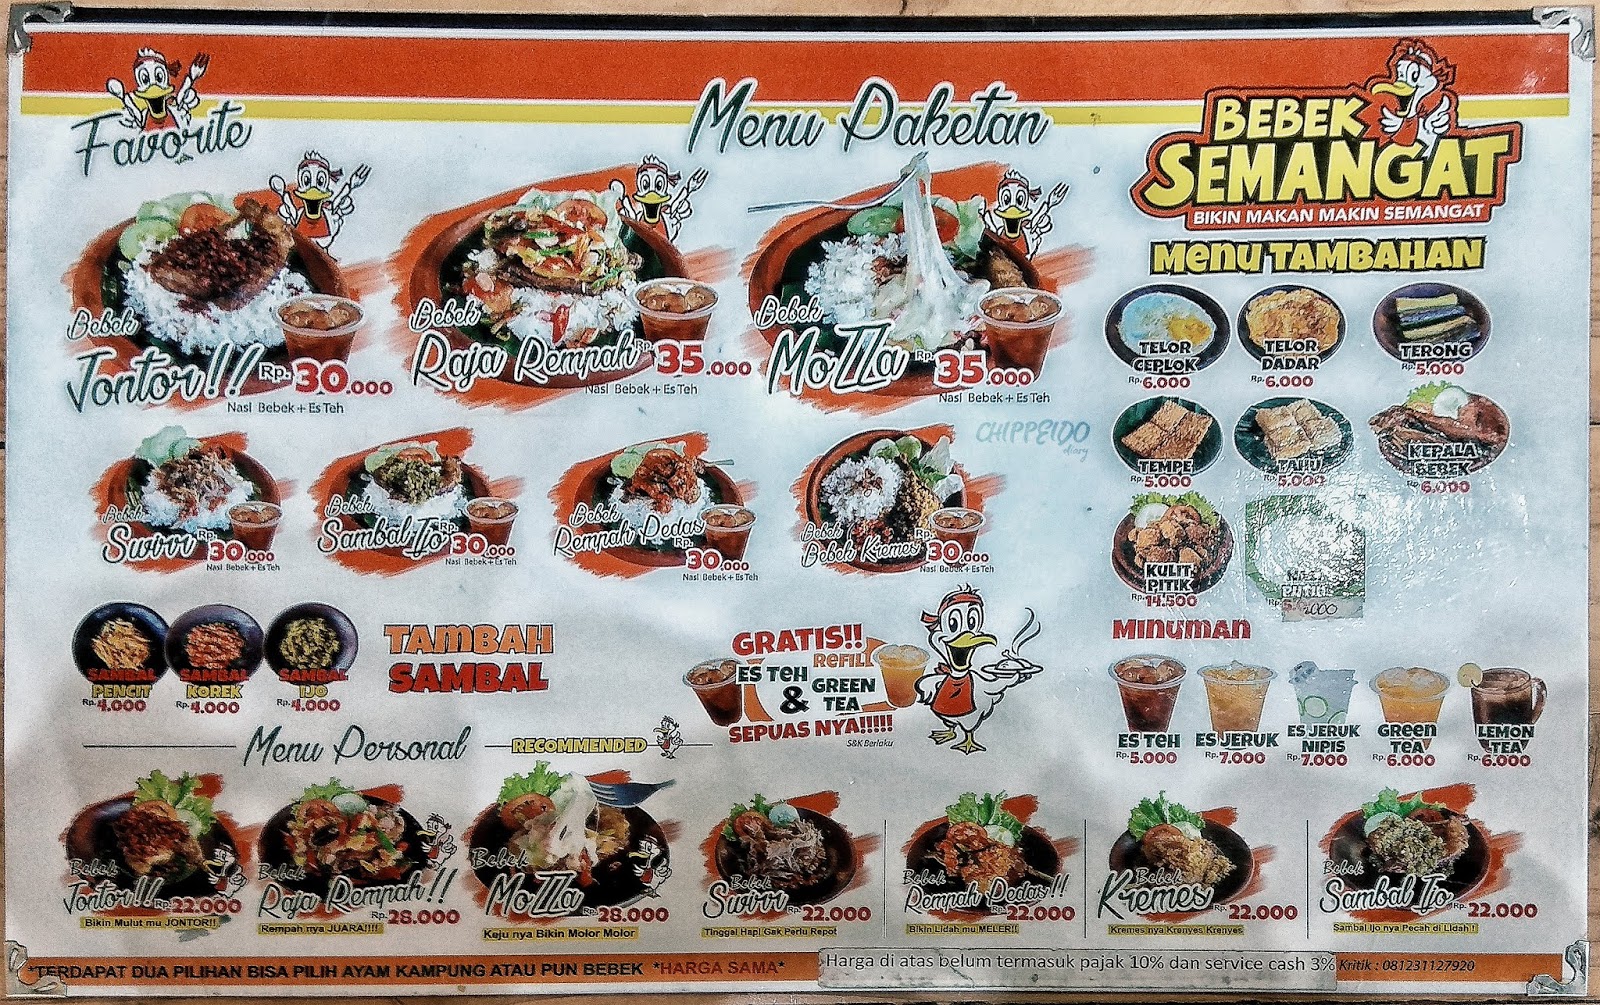 Favorite
Menu Paketan
BEBEK
SEMANGAT
BIKIN MAKAN MAKIN SEMANGAT
Bebek
Jontor!! Rp. 30.000
Nasi Bebek + Es Teh
Bebek
Raja Rempah Rp. 35.000
Nasi Bebek + Es Teh
Bebek
MoZZa Rp. 35.000
Nasi Bebek + Es Teh
CHIPPEIDO
diary
Bebek
Swrrr Rp. 30.000
Nasi Bebek + Es Teh
Bebek
Sambal Ijo Rp. 30.000
Nasi Bebek + Es Teh
Bebek
Rempah Pedas Rp. 30.000
Nasi Bebek + Es Teh
Bebek
Bebek Kremes Rp. 30.000
Nasi Bebek + Es Teh
Menu TAMBAHAN
TELOR
CEPLOK
Rp. 6.000
TELOR
DADAR
Rp. 6.000
TERONG
Rp. 5.000
TEMPE
Rp. 5.000
TAHU
Rp. 5.000
KEPALA
BEBEK
Rp. 6.000
KULIT
PITIK
Rp. 14.500
PUTIH
SAMBAL
PENCIT
Rp. 4.000
SAMBAL
KOREK
Rp. 4.000
SAMBAL
IJO
Rp. 4.000
TAMBAH
SAMBAL
GRATIS!!
REFILL
ES TEH
& GREEN
TEA
SEPUAS NYA!!!!!
S&K Berlaku
MINUMAN
ES TEH
Rp. 5.000
ES JERUK
Rp. 7.000
ES JERUK
NIPIS
Rp. 7.000
Green
TEA
Rp. 6.000
LEMON
TEA
Rp. 6.000
Menu Personal
RECOMMENDED
Bebek
Jontor!! Rp. 22.000
Bikin Mulut mu JONTOR!!
Bebek
Raja Rempah!!
Rp. 28.000
Rempah nya JUARA!!!!
Bebek
MoZZa Rp. 28.000
Keju nya Bikin Molor Molor
Bebek
Swrrr Rp. 22.000
Tinggal Hap! Gak Perlu Repot
Bebek
Rempah Pedas!!
Rp. 22.000
Bikin Lidah mu MELER!!
Bebek
Kremes Rp. 22.000
Kremes nya Krenyes Krenyes
Bebek
Sambal Ijo Rp. 22.000
Sambal Ijo nya Pecah di Lidah!
*TERDAPAT DUA PILIHAN BISA PILIH AYAM KAMPUNG ATAU PUN BEBEK *HARGA SAMA*
Harga di atas belum termasuk pajak 10% dan service cash 3%
Kritik : 081231127920